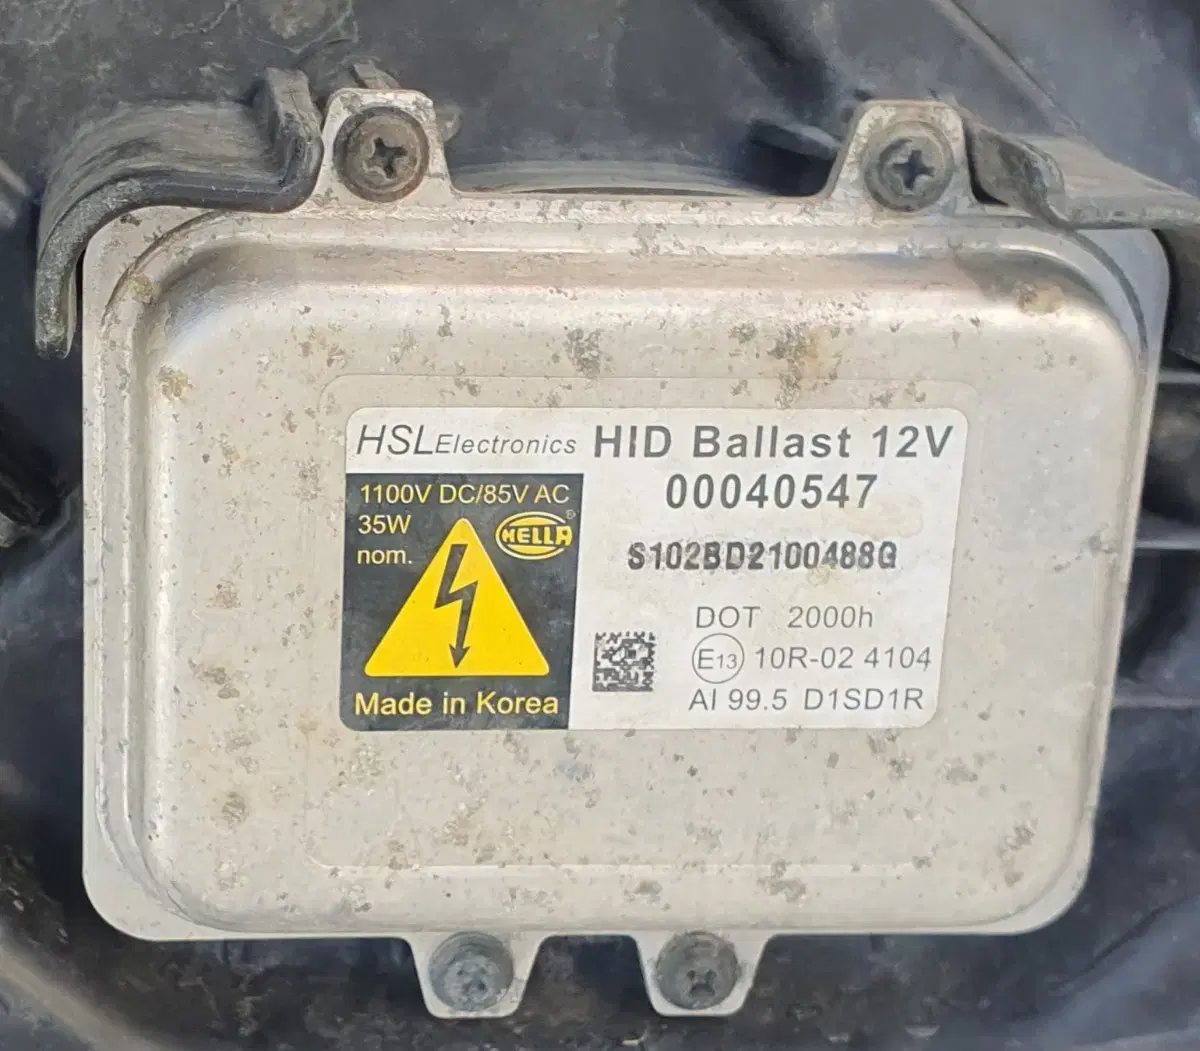 HSL Electronics HID Ballast 12V
00040547
1100V DC/85V AC
35W
nom.
HELLA®
Made in Korea
S102BD2100488G
DOT 2000h
E13 10R-02 4104
AI 99.5 D1SD1R